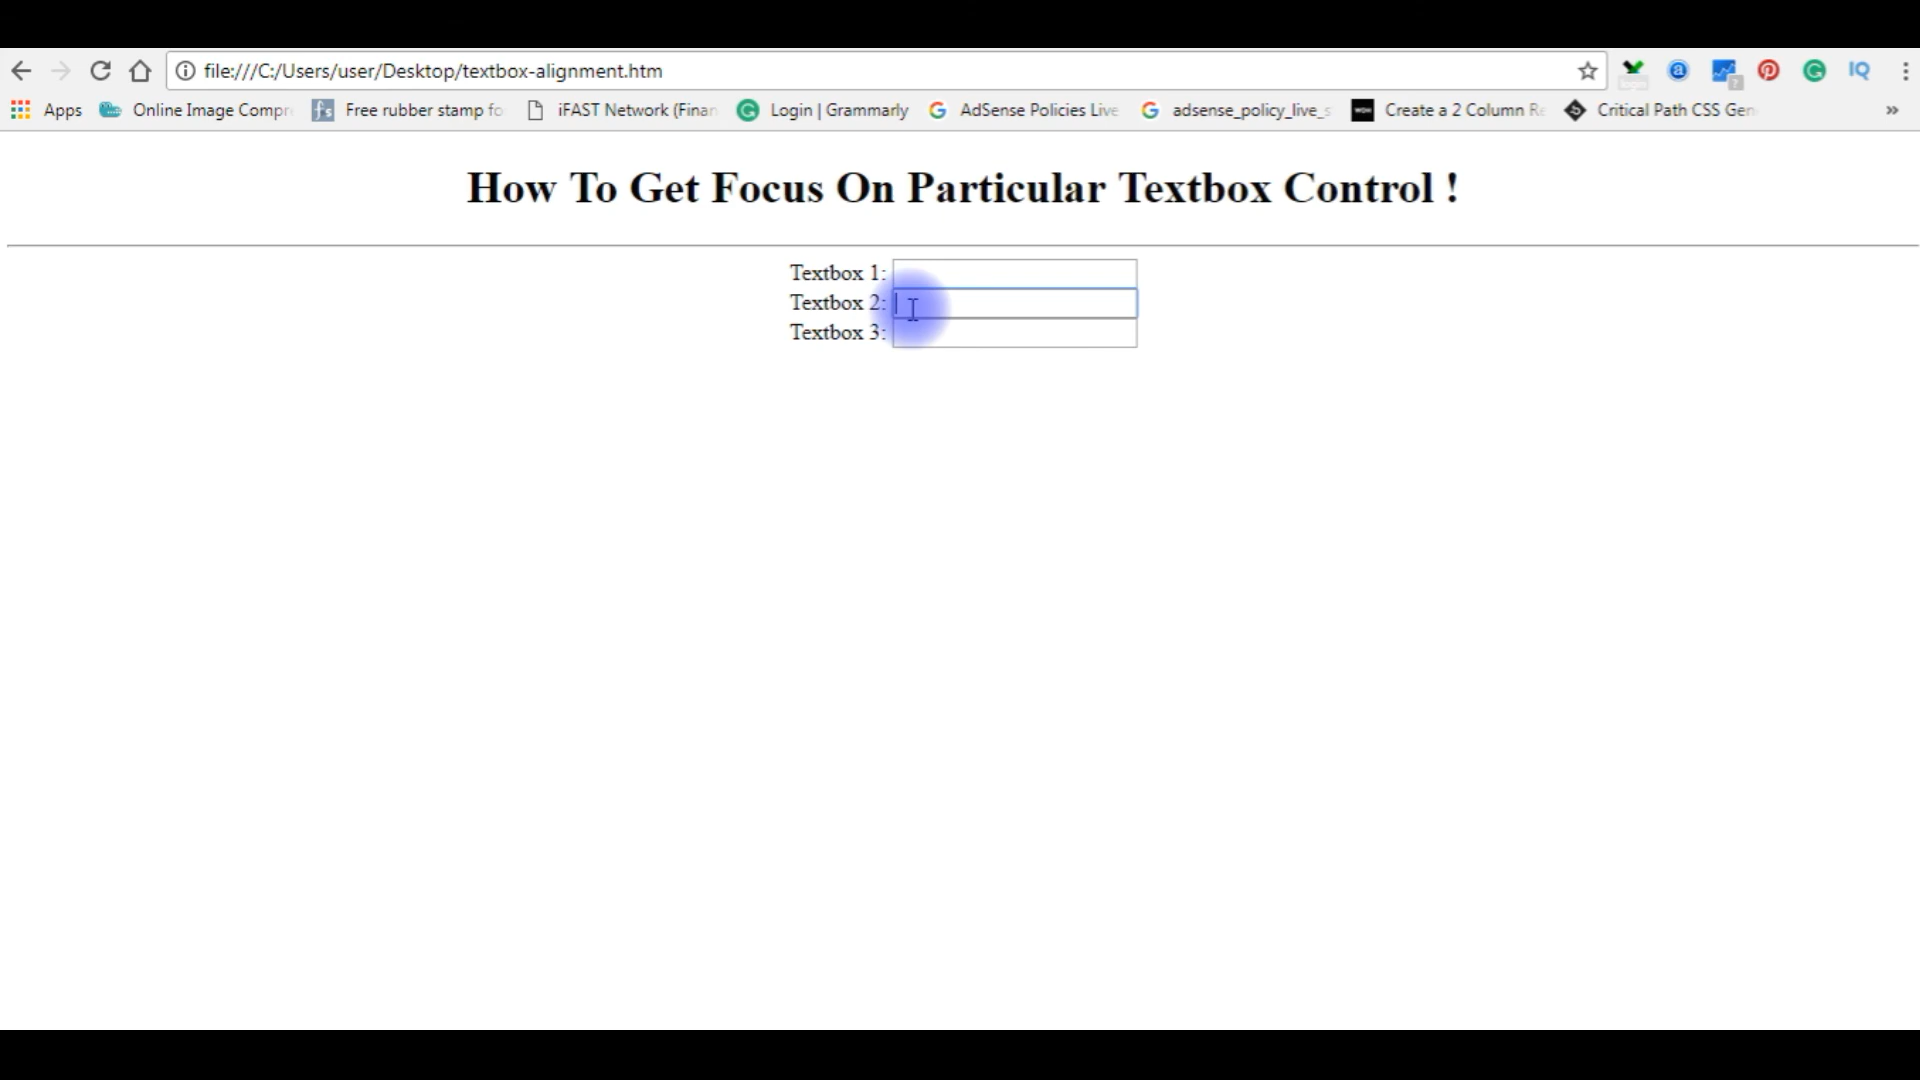 file:///C:/Users/user/Desktop/textbox-alignment.htm
IQ
Apps Online Image Compr Free rubber stamp fo iFAST Network (Finan Login | Grammarly AdSense Policies Live adsense_policy_live_s Create a 2 Column Re Critical Path CSS Gen »
How To Get Focus On Particular Textbox Control !
Textbox 1:
Textbox 2:
Textbox 3: